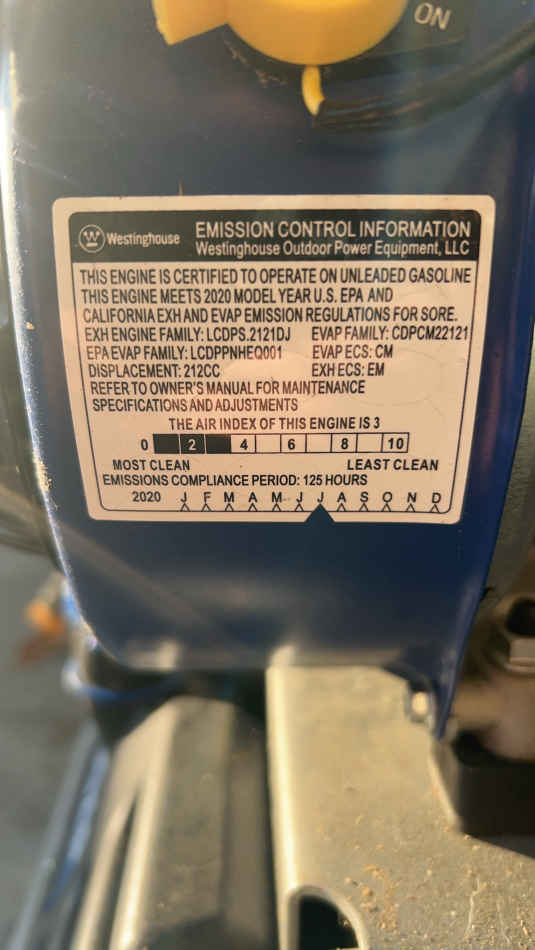 ON
Westinghouse
EMISSION CONTROL INFORMATION
Westinghouse Outdoor Power Equipment, LLC
THIS ENGINE IS CERTIFIED TO OPERATE ON UNLEADED GASOLINE
THIS ENGINE MEETS 2020 MODEL YEAR U.S. EPA AND
CALIFORNIA EXH AND EVAP EMISSION REGULATIONS FOR SORE.
EXH ENGINE FAMILY: LCDPS.2121DJ EVAP FAMILY: CDPCM22121
EPA EVAP FAMILY: LCDPPNHEQ001 EVAP ECS: CM
DISPLACEMENT: 212CC EXH ECS: EM
REFER TO OWNER'S MANUAL FOR MAINTENANCE
SPECIFICATIONS AND ADJUSTMENTS
THE AIR INDEX OF THIS ENGINE IS 3
0 2 4 6 8 10
MOST CLEAN LEAST CLEAN
EMISSIONS COMPLIANCE PERIOD: 125 HOURS
2020 J F M A M J J A S O N D